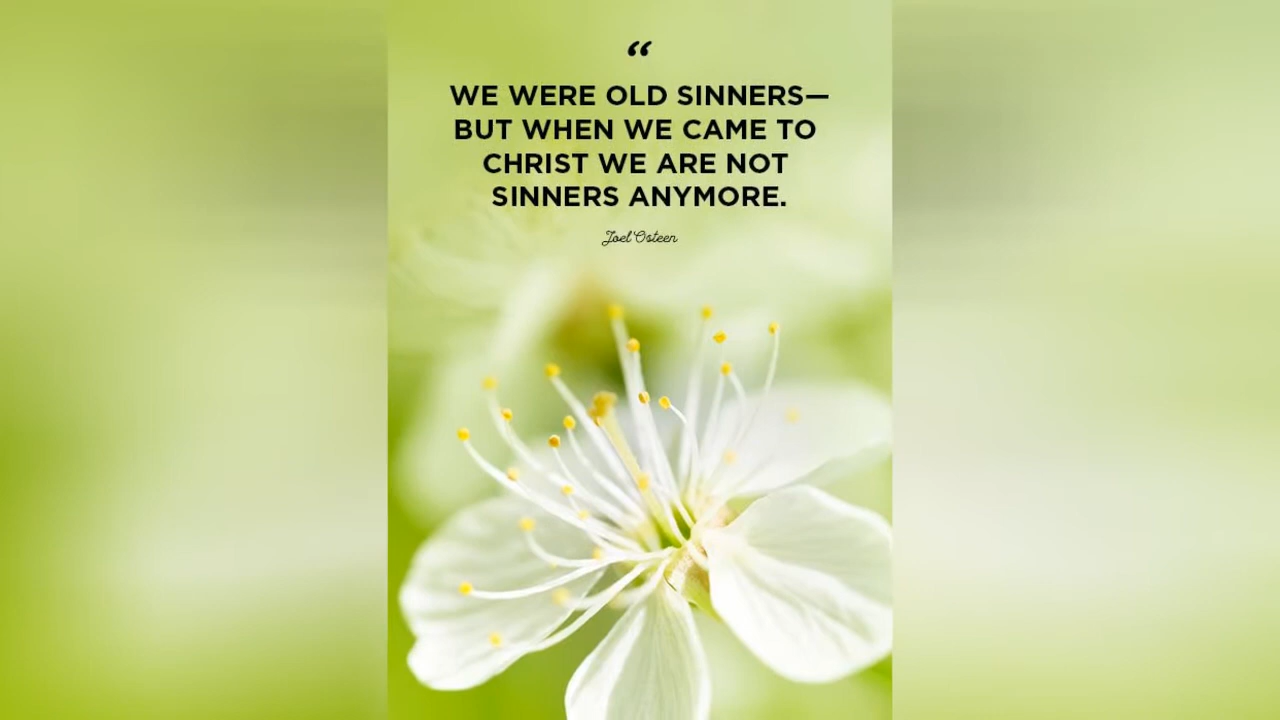 “
WE WERE OLD SINNERS—
BUT WHEN WE CAME TO
CHRIST WE ARE NOT
SINNERS ANYMORE.
Joel Osteen